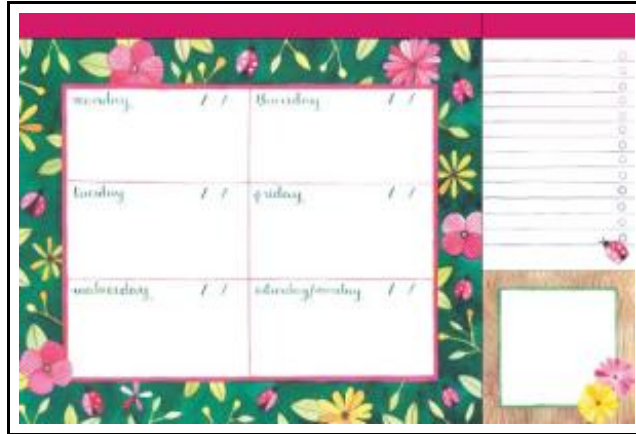 monday / /
thursday / /
tuesday / /
friday / /
wednesday / /
saturday/sunday / /